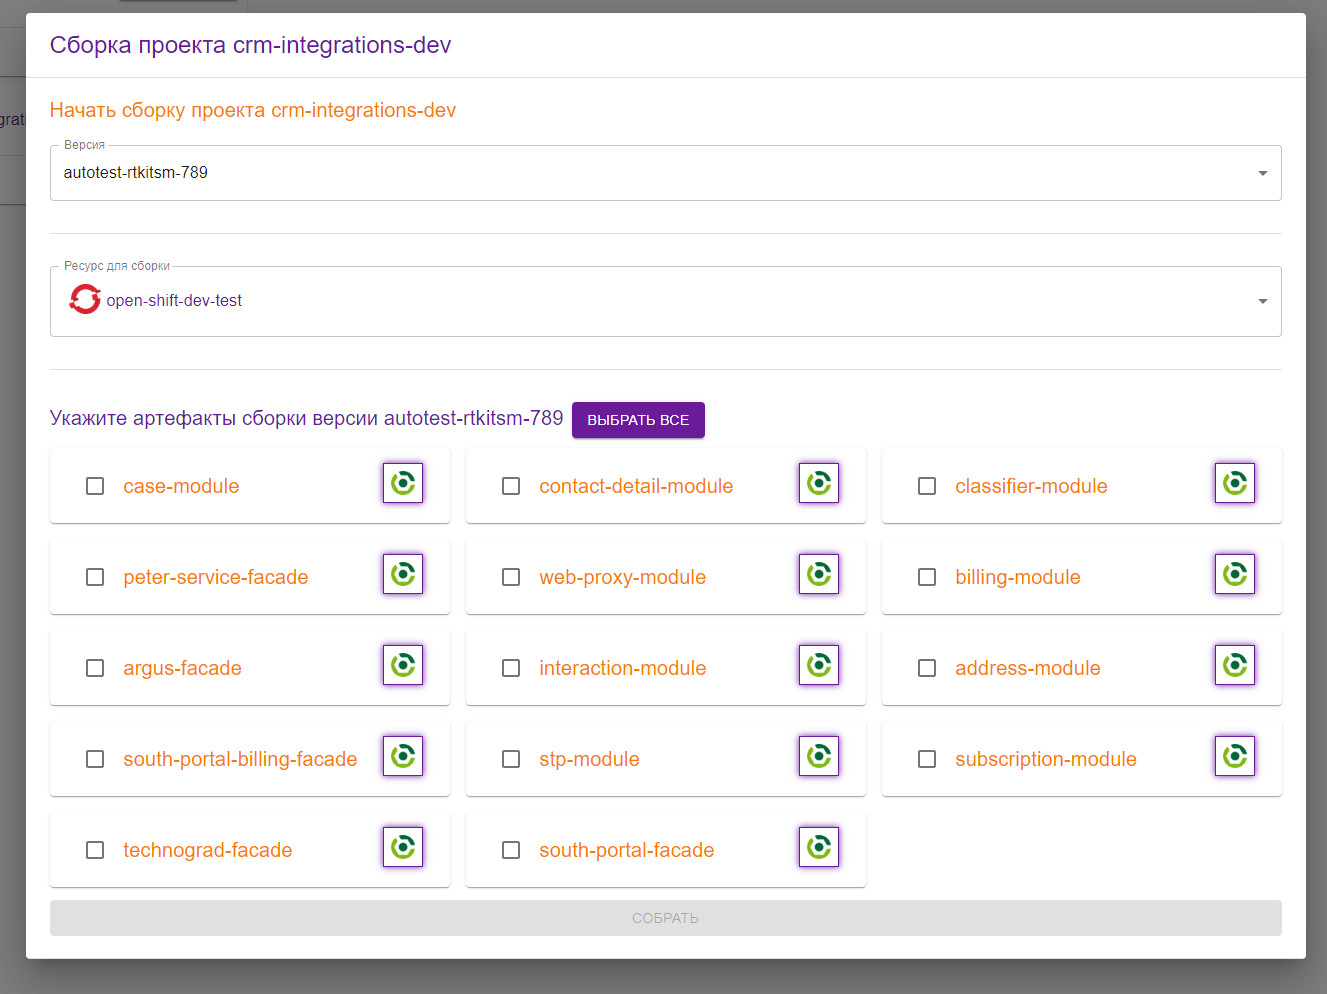 Сборка проекта crm-integrations-dev
Начать сборку проекта crm-integrations-dev
Версия
autotest-rtkitsm-789
Ресурс для сборки
open-shift-dev-test
Укажите артефакты сборки версии autotest-rtkitsm-789 ВЫБРАТЬ ВСЕ
case-module contact-detail-module classifier-module
peter-service-facade web-proxy-module billing-module
argus-facade interaction-module address-module
south-portal-billing-facade stp-module subscription-module
technograd-facade south-portal-facade
СОБРАТЬ